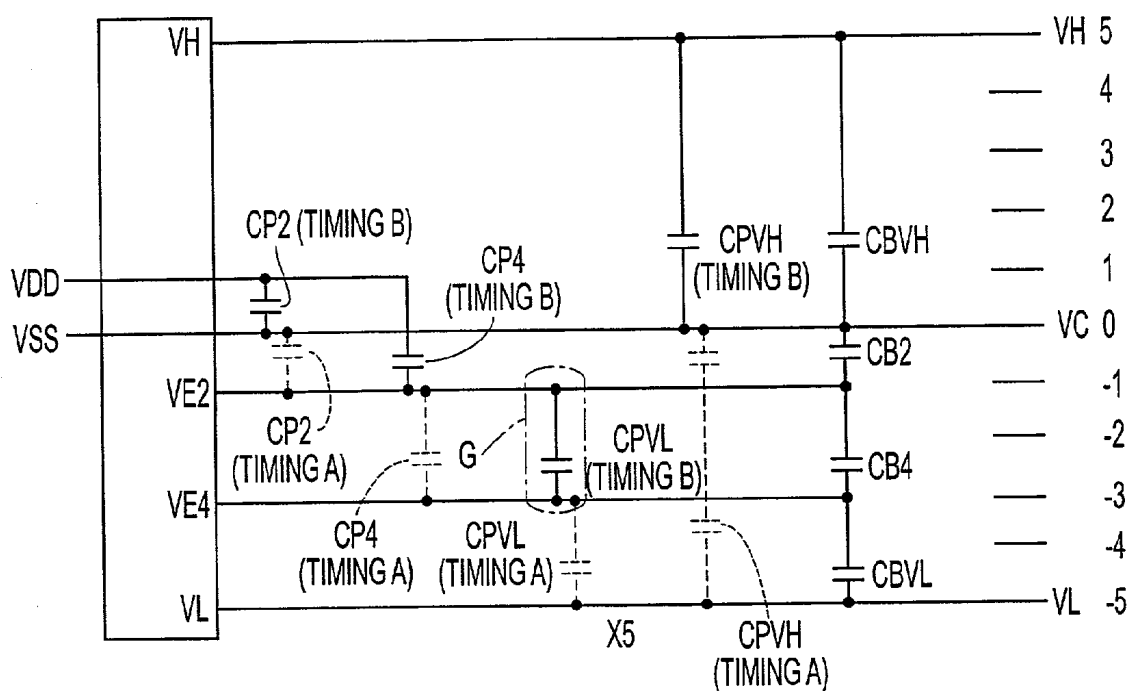 VH
VH 5
4
3
2
1
CP2 (TIMING B)
CP4
(TIMING B)
CPVH
(TIMING B)
CBVH
VDD
VSS
VC 0
CB2
VE2
-1
CP2
(TIMING A)
G
CPVL
(TIMING B)
-2
CB4
VE4
-3
CP4
(TIMING A)
CPVL
(TIMING A)
-4
CBVL
VL
VL -5
X5
CPVH
(TIMING A)